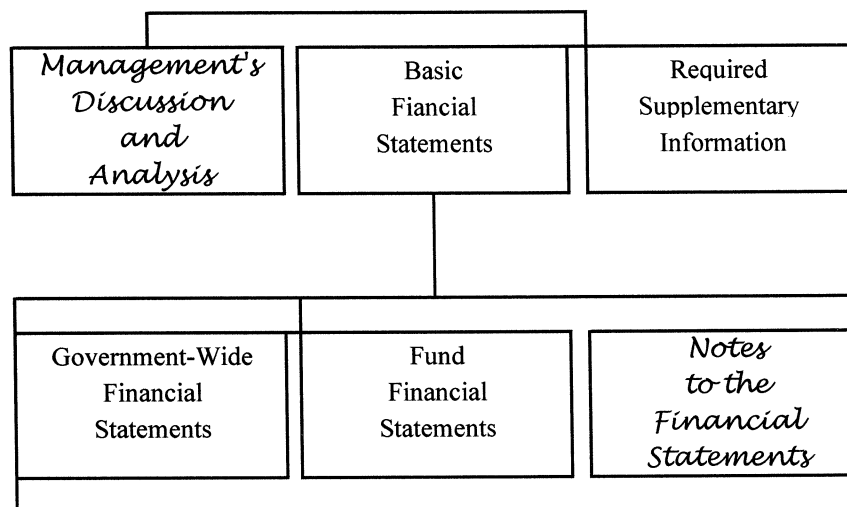 Management's
Discussion
and
Analysis
Basic
Fiancial
Statements
Required
Supplementary
Information
Government-Wide
Financial
Statements
Fund
Financial
Statements
Notes
to the
Financial
Statements